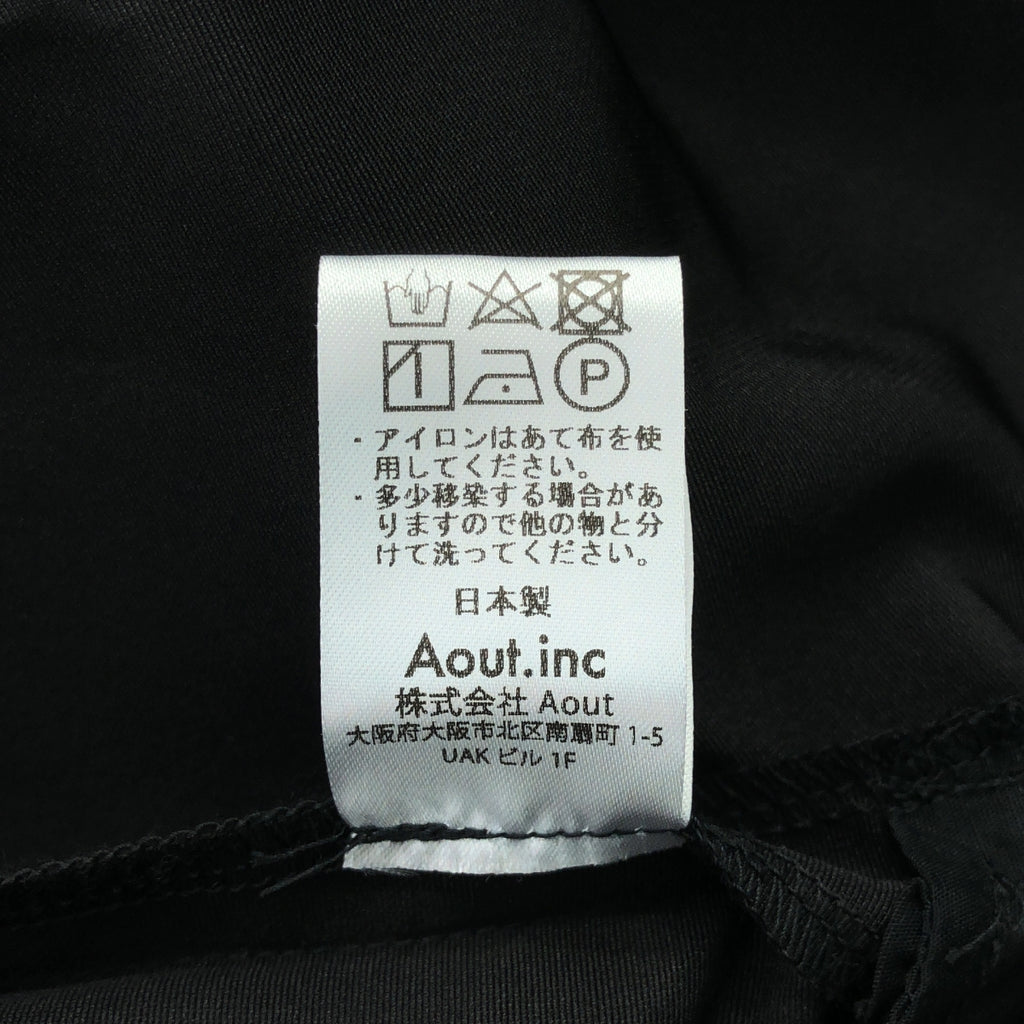 P
・アイロンはあて布を使
用してください。
・多少移染する場合があ
りますので他の物と分
けて洗ってください。
日本製
Aout.inc
株式会社 Aout
大阪府大阪市北区南扇町 1-5
UAK ビル 1F